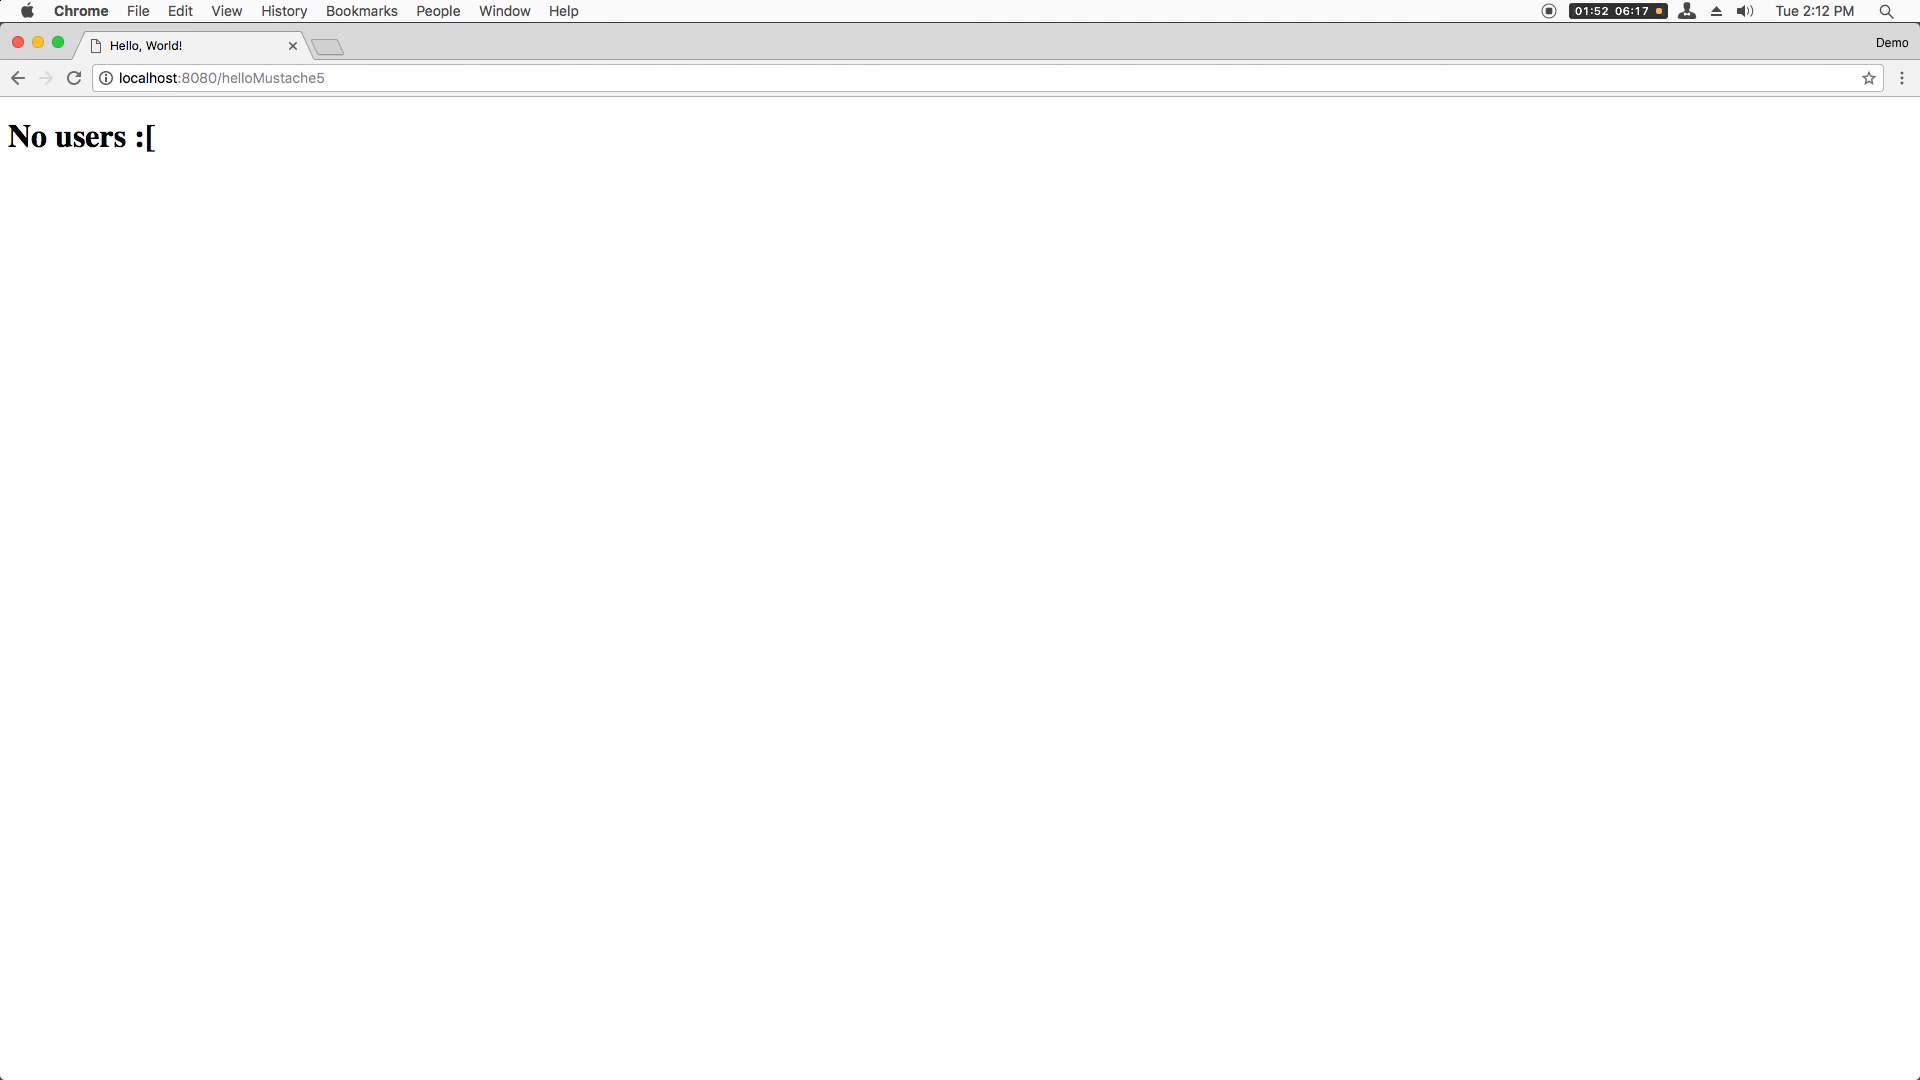 Chrome File Edit View History Bookmarks People Window Help 01:52 06:17 Tue 2:12 PM
Hello, World! Demo
localhost:8080/helloMustache5
No users :[